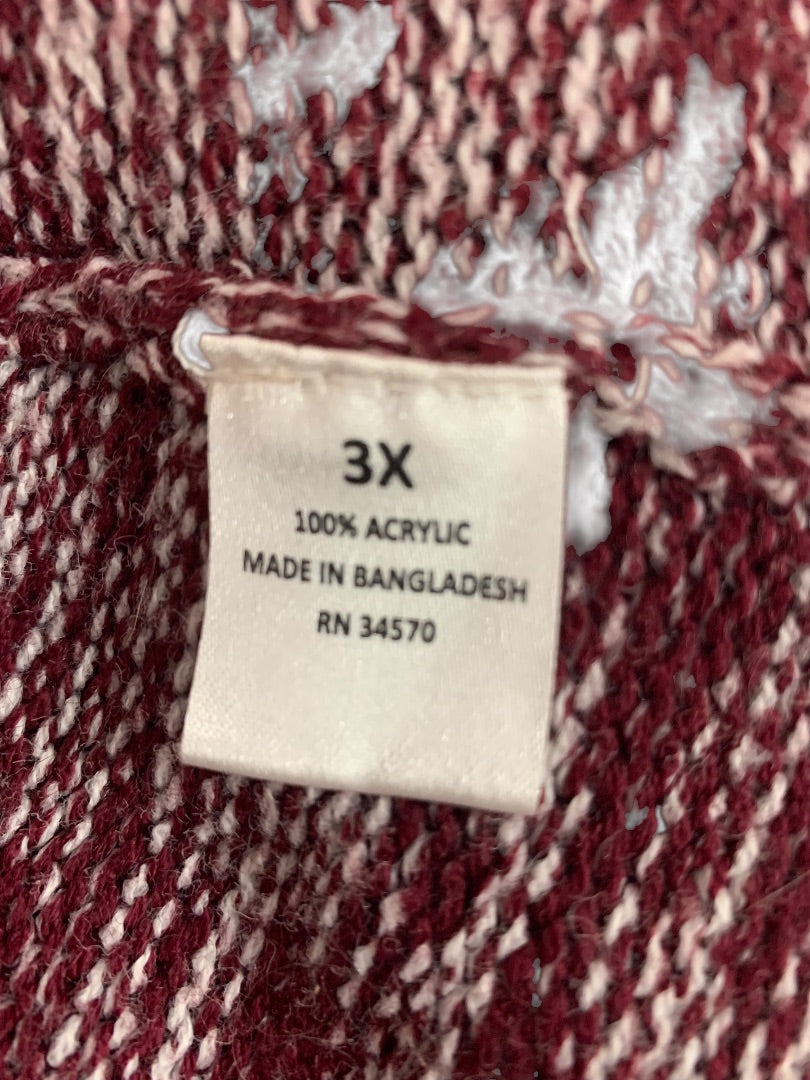 3X
100% ACRYLIC
MADE IN BANGLADESH
RN 34570